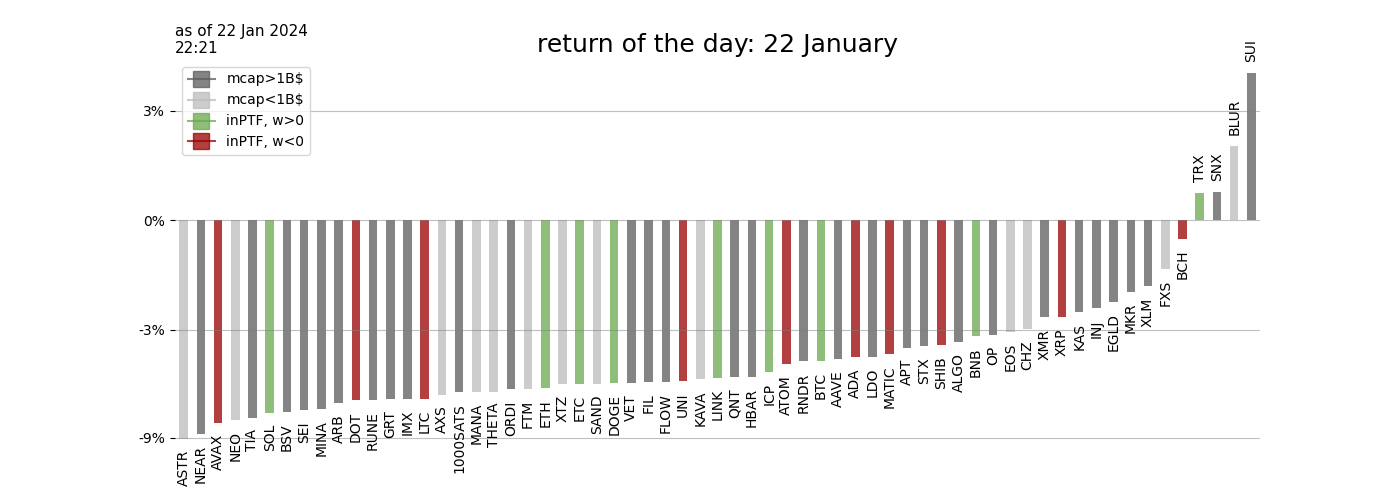 as of 22 Jan 2024
22:21
return of the day: 22 January
mcap>1B$
mcap<1B$
inPTF, w>0
inPTF, w<0
3%
0%
-3%
-9%
ASTR
NEAR
AVAX
NEO
TIA
SOL
BSV
SEI
MINA
ARB
DOT
RUNE
GRT
IMX
LTC
AXS
1000SATS
MANA
THETA
ORDI
FTM
ETH
XTZ
ETC
SAND
DOGE
VET
FIL
FLOW
UNI
KAVA
LINK
QNT
HBAR
ICP
ATOM
RNDR
BTC
AAVE
ADA
LDO
MATIC
APT
STX
SHIB
ALGO
BNB
OP
EOS
CHZ
XMR
XRP
KAS
INJ
EGLD
MKR
XLM
FXS
BCH
TRX
SNX
BLUR
SUI